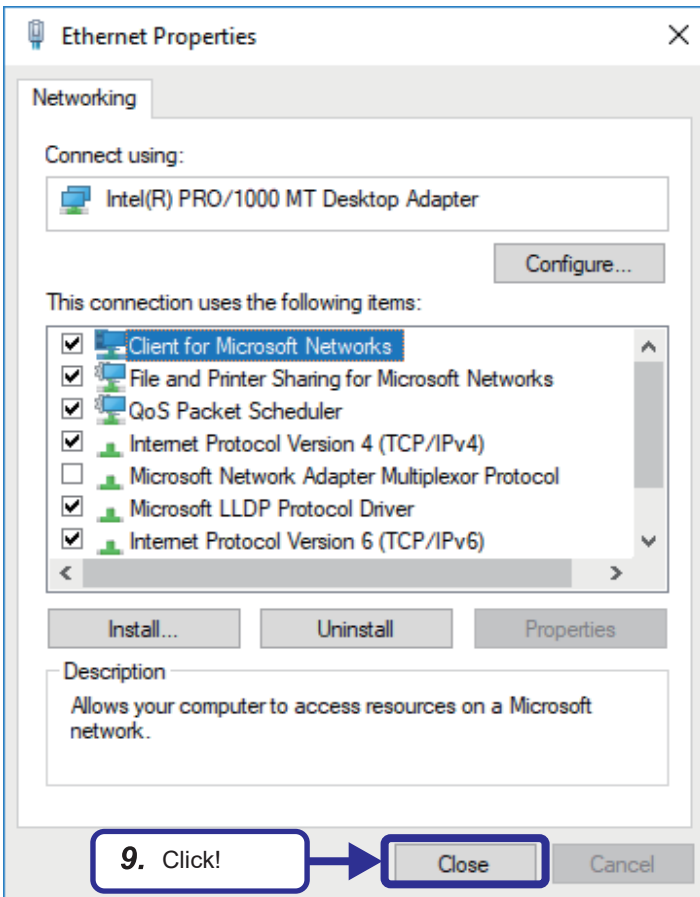 Ethernet Properties
Networking
Connect using:
Intel(R) PRO/1000 MT Desktop Adapter
Configure...
This connection uses the following items:
Client for Microsoft Networks
File and Printer Sharing for Microsoft Networks
QoS Packet Scheduler
Internet Protocol Version 4 (TCP/IPv4)
Microsoft Network Adapter Multiplexor Protocol
Microsoft LLDP Protocol Driver
Internet Protocol Version 6 (TCP/IPv6)
Install... Uninstall Properties
Description
Allows your computer to access resources on a Microsoft
network.
9. Click! Close Cancel